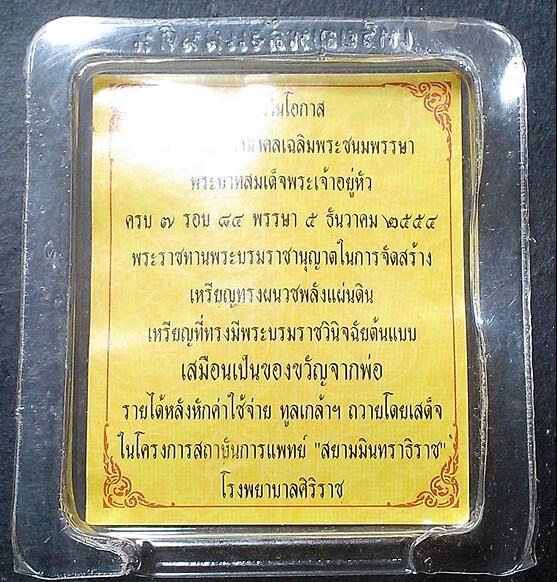 เหรียญพลังแผ่นดิน
ในโอกาส
มงคลเฉลิมพระชนมพรรษา
พระบาทสมเด็จพระเจ้าอยู่หัว
ครบ ๗ รอบ ๘๔ พรรษา ๕ ธันวาคม ๒๕๕๔
พระราชทานพระบรมราชานุญาตในการจัดสร้าง
เหรียญทรงผนวชพลังแผ่นดิน
เหรียญที่ทรงมีพระบรมราชวินิจฉัยต้นแบบ
เสมือนเป็นของขวัญจากพ่อ
รายได้หลังหักค่าใช้จ่าย ทูลเกล้าฯ ถวายโดยเสด็จ
ในโครงการสถาบันการแพทย์ "สยามมินทราธิราช"
โรงพยาบาลศิริราช